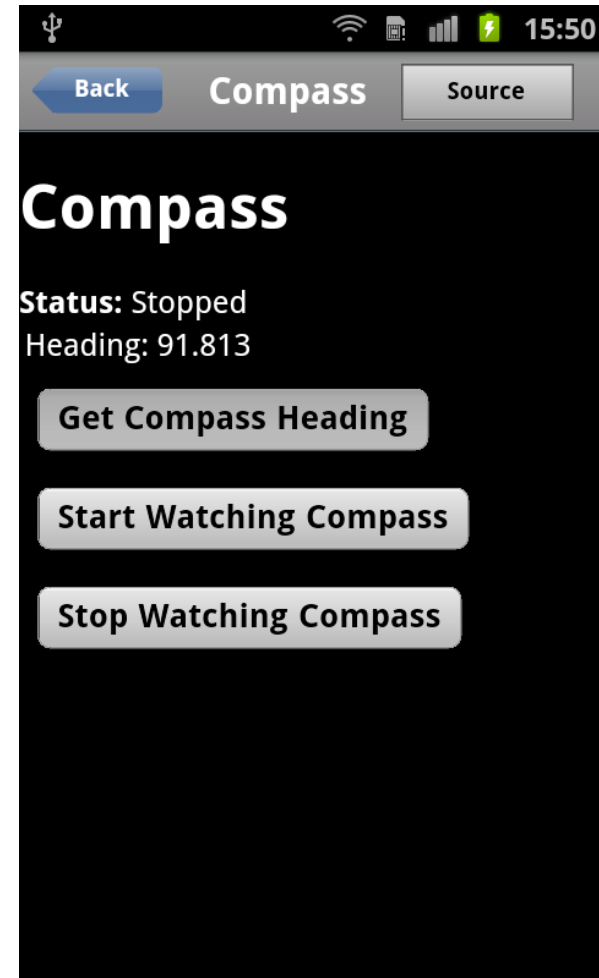 15:50
Back Compass Source
Compass
Status: Stopped
Heading: 91.813
Get Compass Heading
Start Watching Compass
Stop Watching Compass